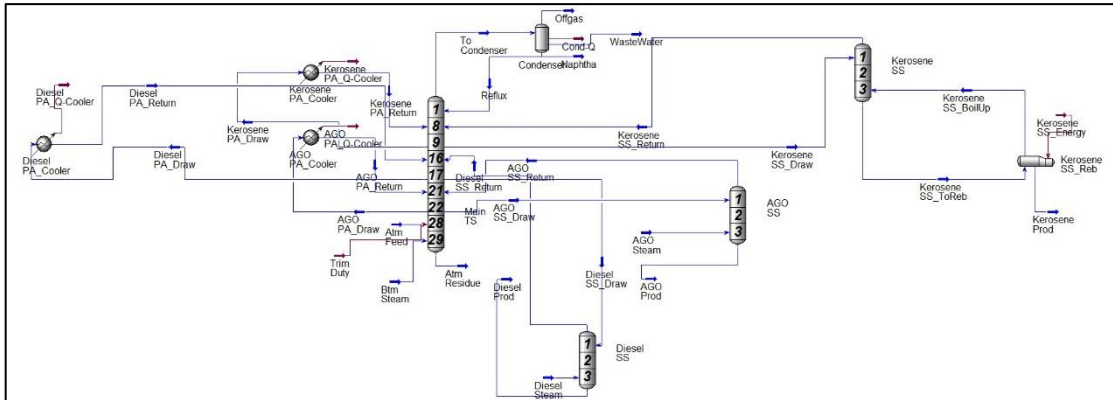 Offgas
To
Condenser
Cond-Q
WasteWater
Condenser
Naphtha
Reflux
Kerosene
SS
1
2
3
Kerosene
SS_BoilUp
Kerosene
SS_Energy
Kerosene
SS_Reb
Kerosene
SS_ToReb
Kerosene
Prod
Diesel
PA_Q-Cooler
Diesel
PA_Return
Diesel
PA_Cooler
Diesel
PA_Draw
Kerosene
PA_Q-Cooler
Kerosene
PA_Cooler
Kerosene
PA_Return
Kerosene
PA_Draw
AGO
PA_Q-Cooler
AGO
PA_Cooler
AGO
PA_Return
AGO
PA_Draw
1
8
9
16
17
21
22
28
29
Main
TS
Kerosene
SS_Return
Kerosene
SS_Draw
AGO
SS_Return
Diesel
SS_Return
AGO
SS_Draw
AGO
SS
1
2
3
AGO
Steam
AGO
Prod
Atm
Feed
Trim
Duty
Btm
Steam
Atm
Residue
Diesel
Prod
Diesel
SS_Draw
Diesel
SS
1
2
3
Diesel
Steam